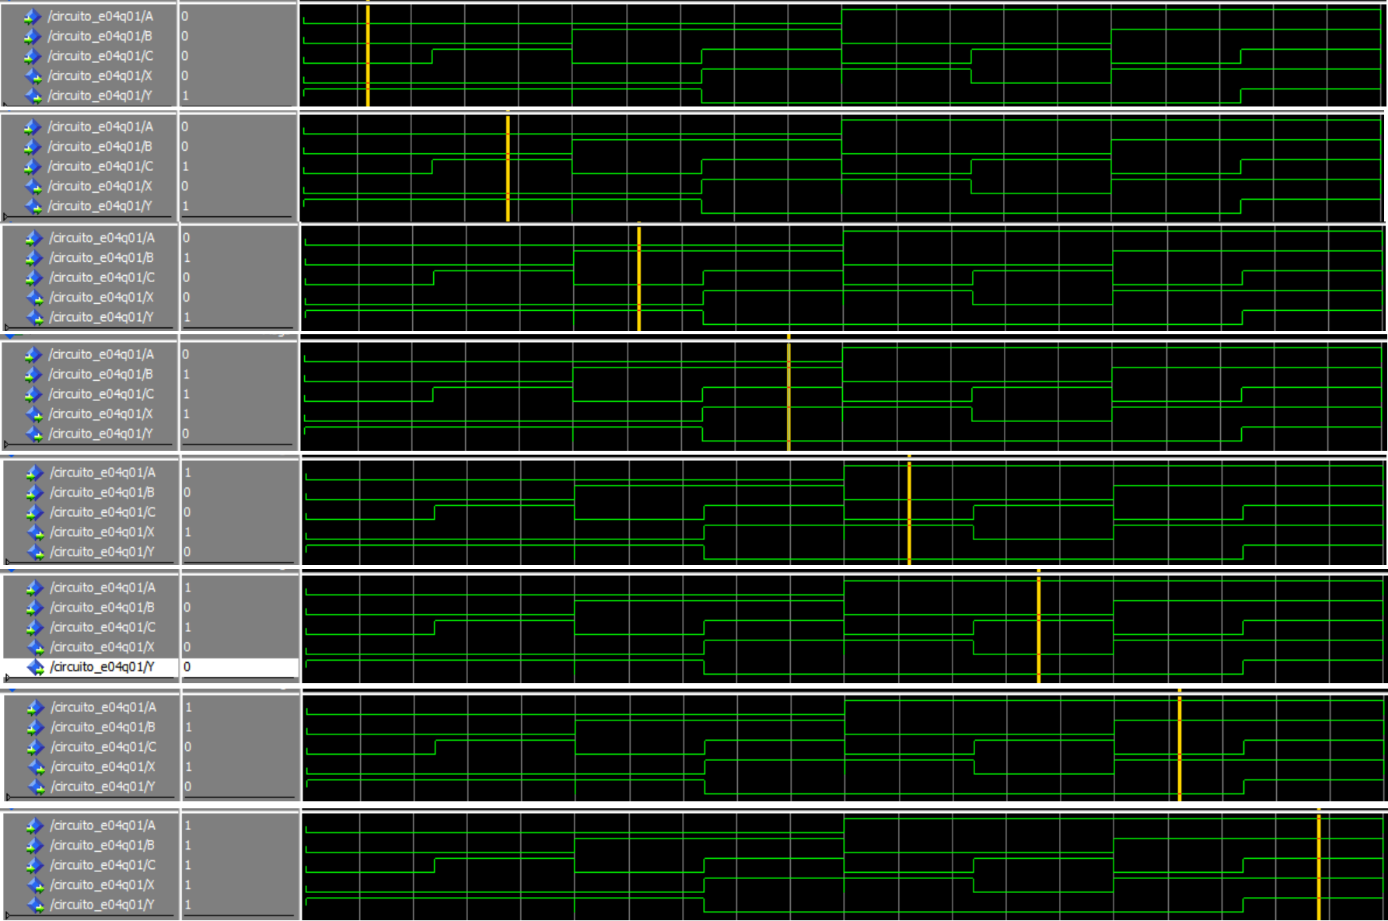 /circuito_e04q01/A 0
/circuito_e04q01/B 0
/circuito_e04q01/C 0
/circuito_e04q01/X 0
/circuito_e04q01/Y 1
/circuito_e04q01/A 0
/circuito_e04q01/B 0
/circuito_e04q01/C 1
/circuito_e04q01/X 0
/circuito_e04q01/Y 1
/circuito_e04q01/A 0
/circuito_e04q01/B 1
/circuito_e04q01/C 0
/circuito_e04q01/X 0
/circuito_e04q01/Y 1
/circuito_e04q01/A 0
/circuito_e04q01/B 1
/circuito_e04q01/C 1
/circuito_e04q01/X 1
/circuito_e04q01/Y 0
/circuito_e04q01/A 1
/circuito_e04q01/B 0
/circuito_e04q01/C 0
/circuito_e04q01/X 1
/circuito_e04q01/Y 0
/circuito_e04q01/A 1
/circuito_e04q01/B 0
/circuito_e04q01/C 1
/circuito_e04q01/X 0
/circuito_e04q01/Y 0
/circuito_e04q01/A 1
/circuito_e04q01/B 1
/circuito_e04q01/C 0
/circuito_e04q01/X 1
/circuito_e04q01/Y 0
/circuito_e04q01/A 1
/circuito_e04q01/B 1
/circuito_e04q01/C 1
/circuito_e04q01/X 1
/circuito_e04q01/Y 1